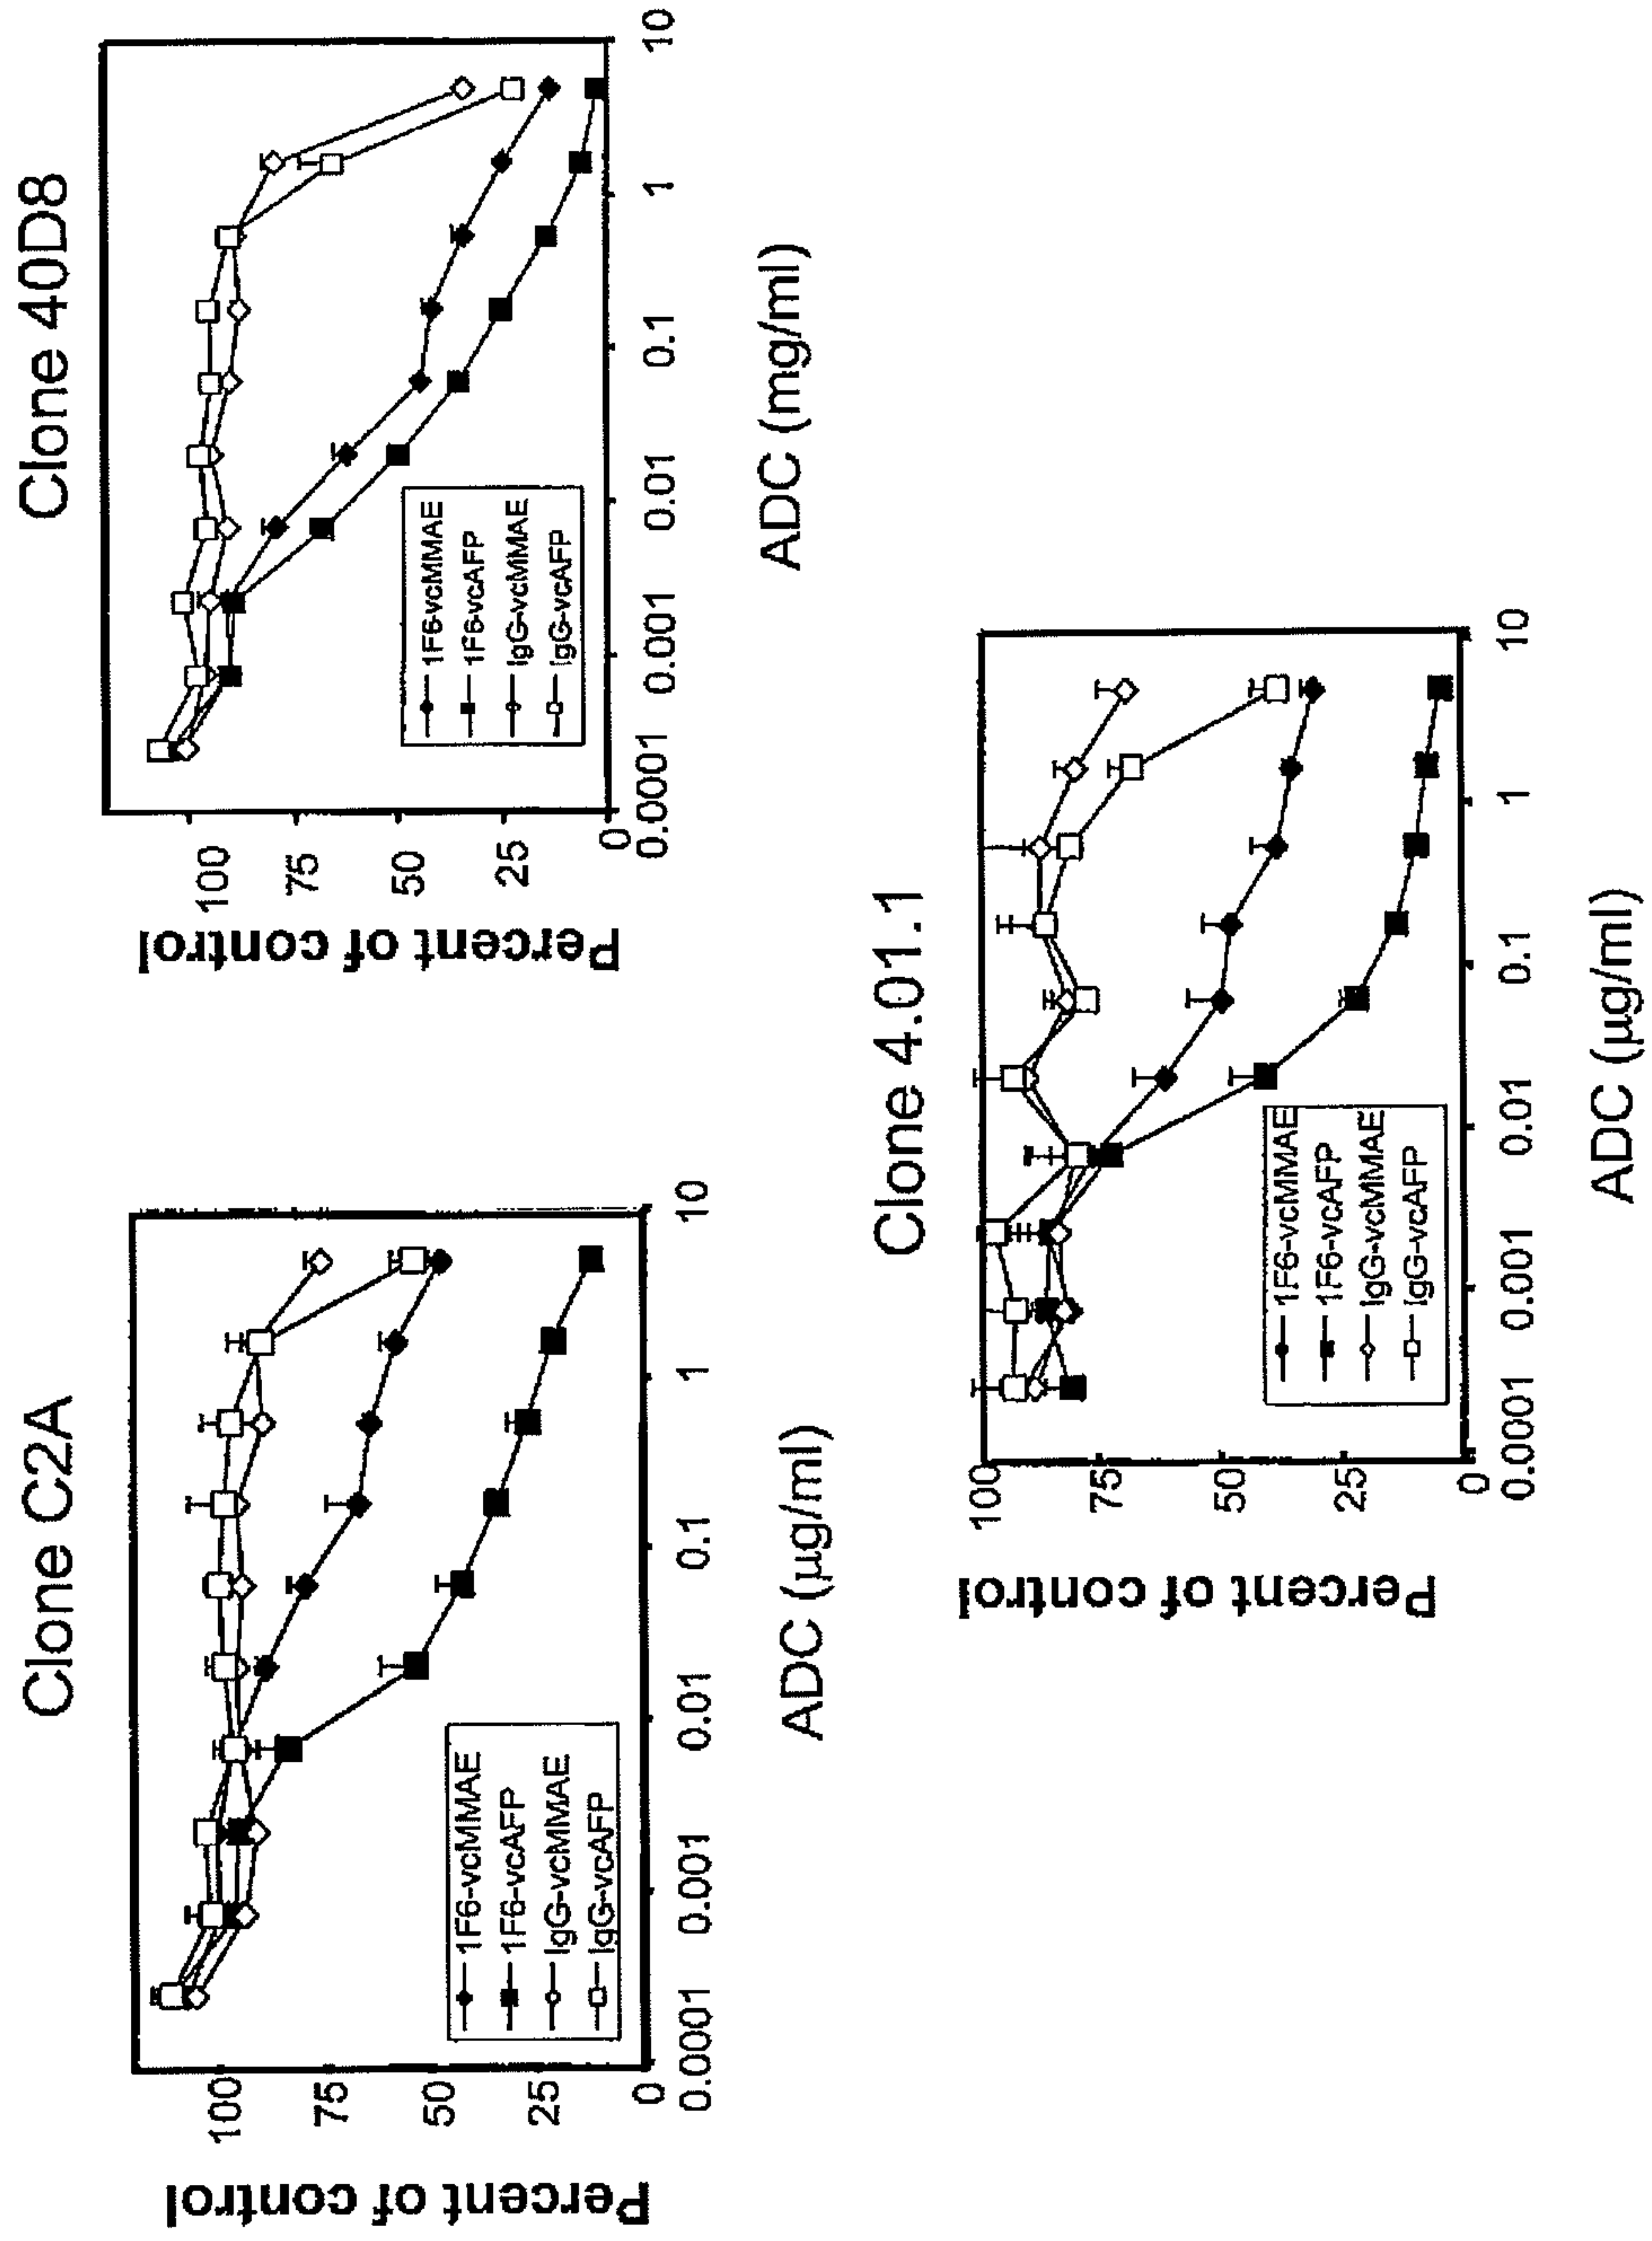 Clone C2A
Percent of control
100
75
50
25
0
1F6-vcMMAE
1F6-vcAFP
IgG-vcMMAE
IgG-vcAFP
0.0001 0.001 0.01 0.1 1 10
ADC (µg/ml)
Clone 40D8
Percent of control
100
75
50
25
0
1F6-vcMMAE
1F6-vcAFP
IgG-vcMMAE
IgG-vcAFP
0.0001 0.001 0.01 0.1 1 10
ADC (mg/ml)
Clone 4.01.1
Percent of control
100
75
50
25
0
1F6-vcMMAE
1F6-vcAFP
IgG-vcMMAE
IgG-vcAFP
0.0001 0.001 0.01 0.1 1 10
ADC (µg/ml)